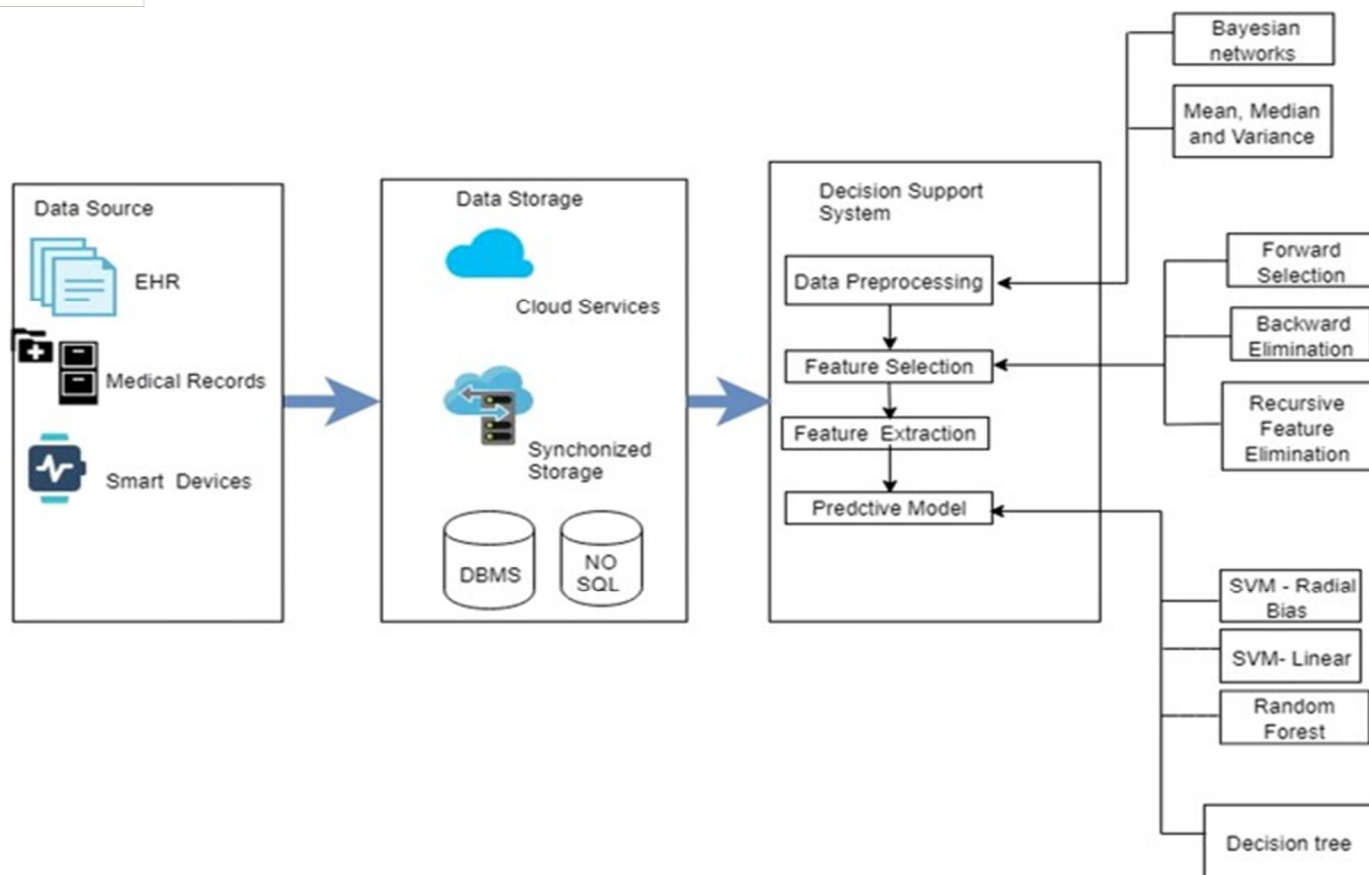 Data Source
EHR
Medical Records
Smart Devices
Data Storage
Cloud Services
Synchonized
Storage
DBMS
NO
SQL
Decision Support
System
Data Preprocessing
Feature Selection
Feature Extraction
Predctive Model
Bayesian
networks
Mean, Median
and Variance
Forward
Selection
Backward
Elimination
Recursive
Feature
Elimination
SVM - Radial
Bias
SVM- Linear
Random
Forest
Decision tree